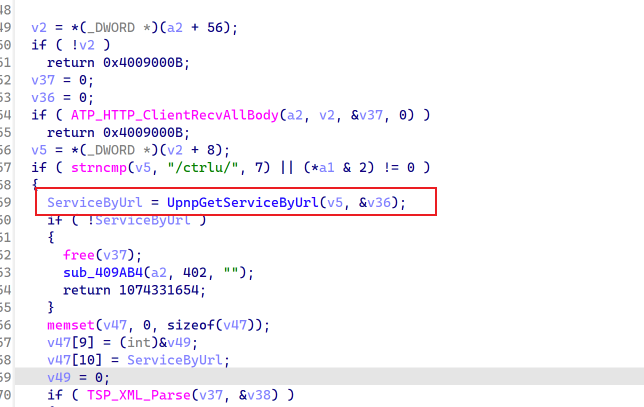 48
49 v2 = *(_DWORD *)(a2 + 56);
50 if ( !v2 )
51 return 0x4009000B;
52 v37 = 0;
53 v36 = 0;
54 if ( ATP_HTTP_ClientRecvAllBody(a2, v2, &v37, 0) )
55 return 0x4009000B;
56 v5 = *(_DWORD *)(v2 + 8);
57 if ( strncmp(v5, "/ctrlu/", 7) || (*a1 & 2) != 0 )
58 {
59 ServiceByUrl = UpnpGetServiceByUrl(v5, &v36);
60 if ( !ServiceByUrl )
61 {
62 free(v37);
63 sub_409AB4(a2, 402, "");
64 return 1074331654;
65 }
66 memset(v47, 0, sizeof(v47));
67 v47[9] = (int)&v49;
68 v47[10] = ServiceByUrl;
69 v49 = 0;
70 if ( TSP_XML_Parse(v37, &v38) )